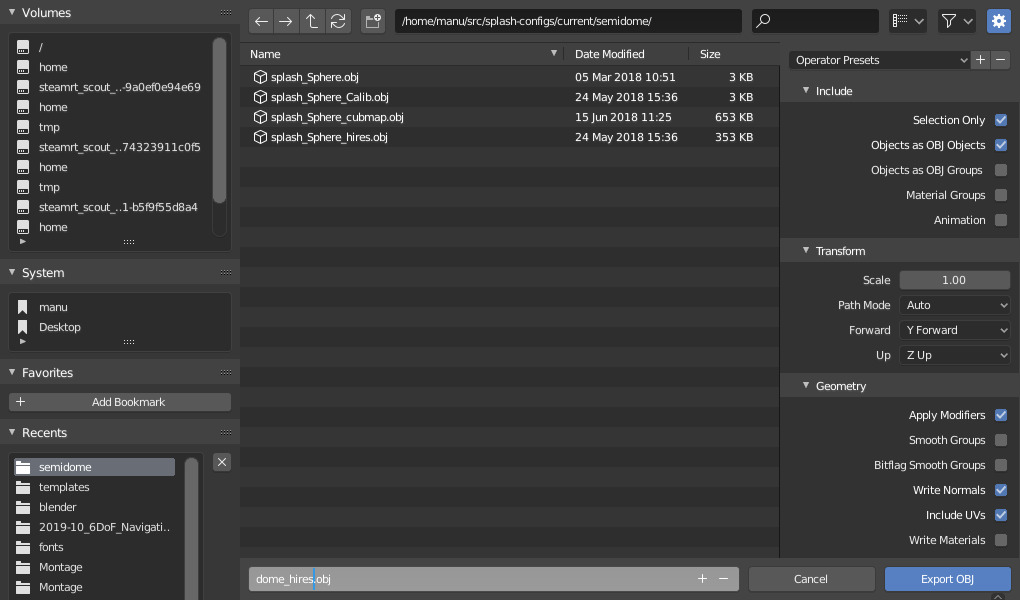 Volumes
/
home
steamrt_scout_..-9a0ef0e94e69
home
tmp
steamrt_scout_..74323911c0f5
home
tmp
steamrt_scout_..1-b5f9f55d8a4
home
System
manu
Desktop
Favorites
Add Bookmark
Recents
semidome
templates
blender
2019-10_6DoF_Navigati..
fonts
Montage
Montage
/home/manu/src/splash-configs/current/semidome/
Name Date Modified Size
splash_Sphere.obj 05 Mar 2018 10:51 3 KB
splash_Sphere_Calib.obj 24 May 2018 15:36 3 KB
splash_Sphere_cubmap.obj 15 Jun 2018 11:25 653 KB
splash_Sphere_hires.obj 24 May 2018 15:36 353 KB
dome_hires.obj
Cancel
Export OBJ
Operator Presets
Include
Selection Only
Objects as OBJ Objects
Objects as OBJ Groups
Material Groups
Animation
Transform
Scale 1.00
Path Mode Auto
Forward Y Forward
Up Z Up
Geometry
Apply Modifiers
Smooth Groups
Bitflag Smooth Groups
Write Normals
Include UVs
Write Materials